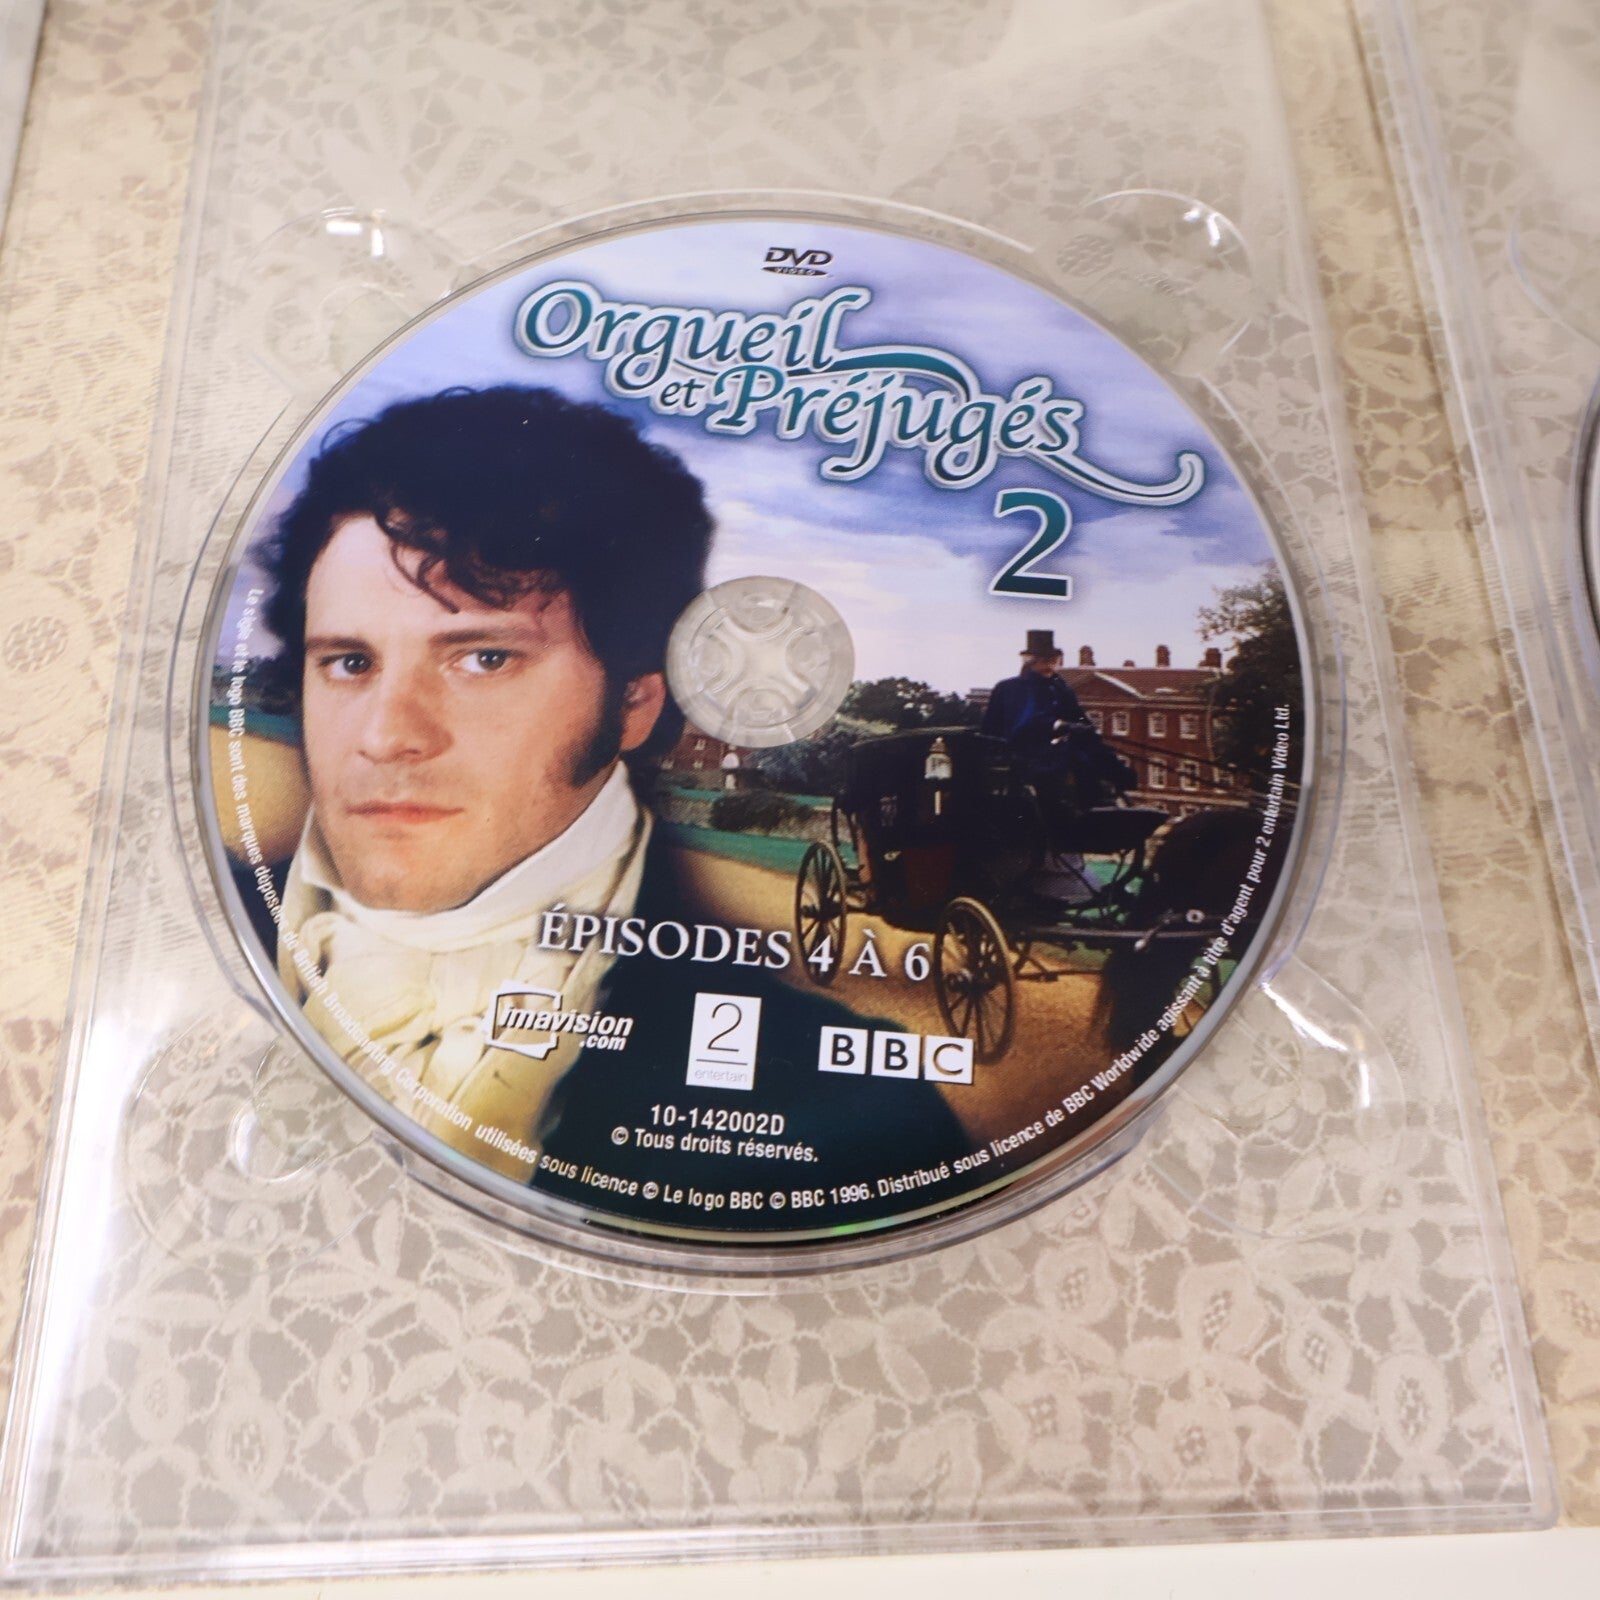 DVD
VIDEO
Orgueil
et Préjugés
2
ÉPISODES 4 À 6
imavision
.com
2
entertain
BBC
10-142002D
© Tous droits réservés.
Le sigle et le logo BBC sont des marques déposées de British Broadcasting Corporation utilisées sous licence © Le logo BBC © BBC 1996. Distribué sous licence de BBC Worldwide agissant à titre d'agent pour 2 entertain Video Ltd.